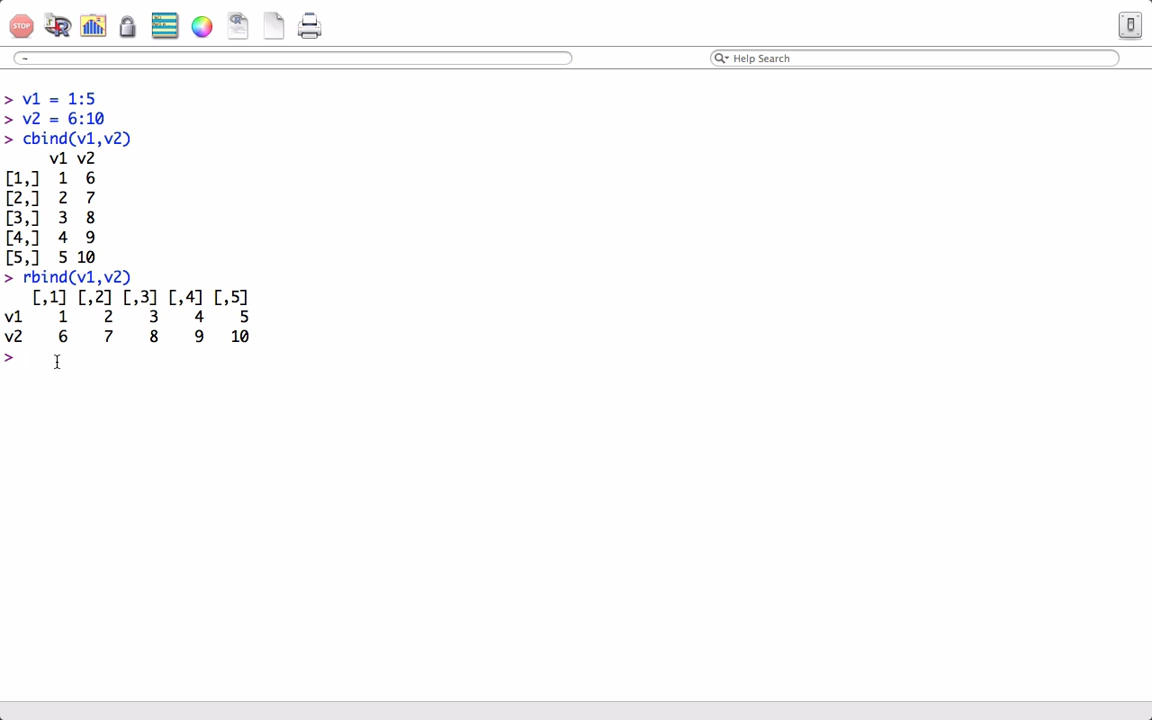 STOP
~
Help Search
> v1 = 1:5
> v2 = 6:10
> cbind(v1,v2)
     v1 v2
[1,]  1  6
[2,]  2  7
[3,]  3  8
[4,]  4  9
[5,]  5 10
> rbind(v1,v2)
   [,1] [,2] [,3] [,4] [,5]
v1    1    2    3    4    5
v2    6    7    8    9   10
>